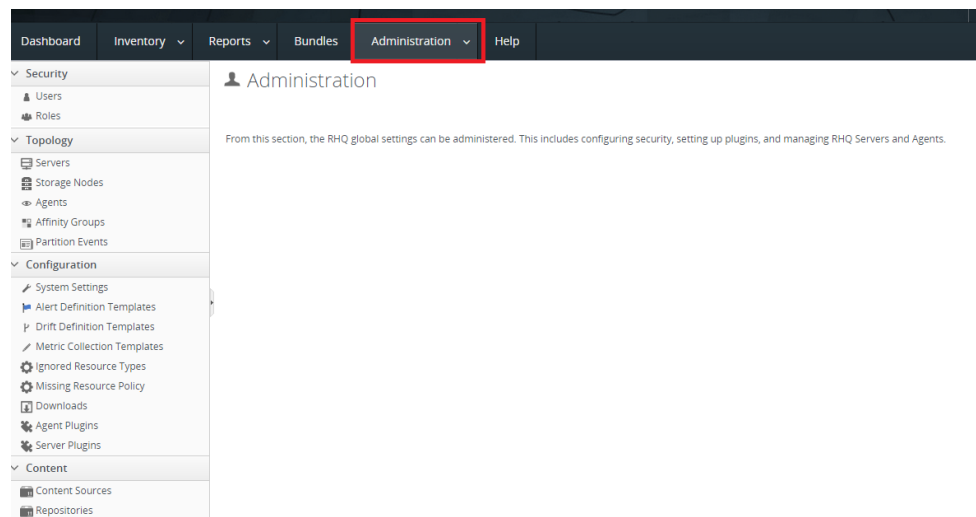 Dashboard Inventory Reports Bundles Administration Help
Security
Users
Roles
Topology
Servers
Storage Nodes
Agents
Affinity Groups
Partition Events
Configuration
System Settings
Alert Definition Templates
Drift Definition Templates
Metric Collection Templates
Ignored Resource Types
Missing Resource Policy
Downloads
Agent Plugins
Server Plugins
Content
Content Sources
Repositories
Administration
From this section, the RHQ global settings can be administered. This includes configuring security, setting up plugins, and managing RHQ Servers and Agents.